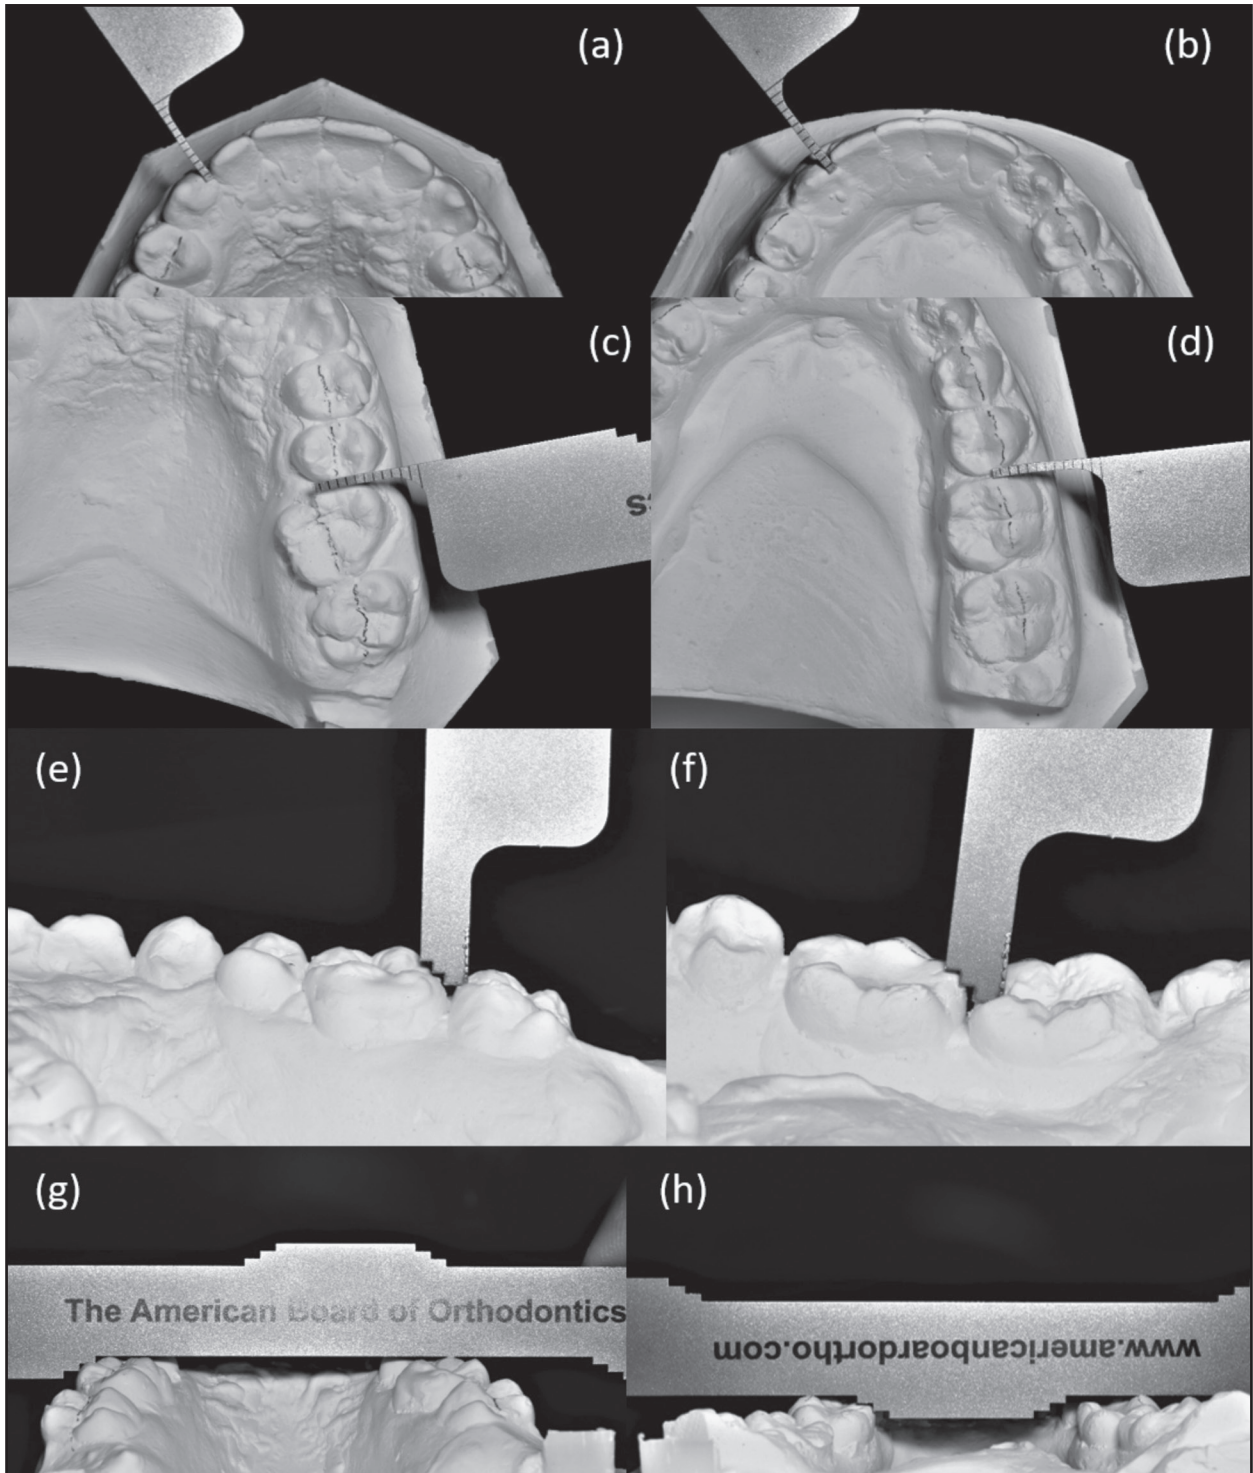 (a)
(b)
(c)
(d)
(e)
(f)
(g)
(h)
The American Board of Orthodontics
www.americanboardortho.com